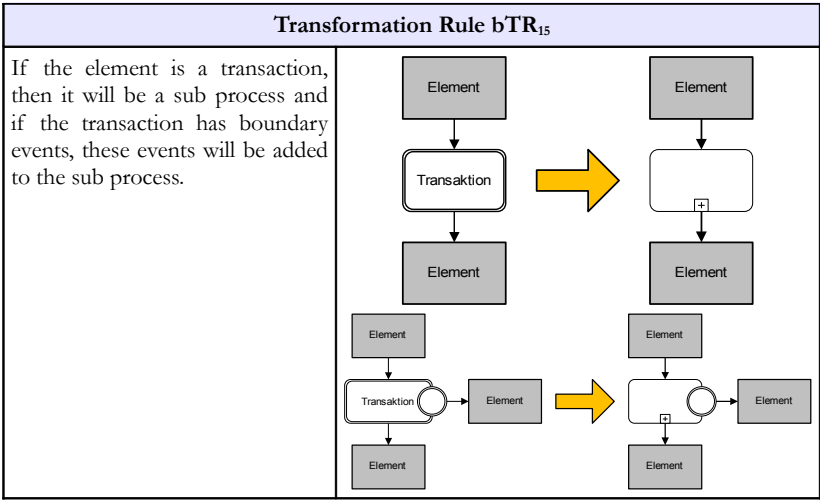 Transformation Rule bTR₁₅
If the element is a transaction,
then it will be a sub process and
if the transaction has boundary
events, these events will be added
to the sub process.
Element
Element
Transaktion
Element
Element
Element
Element
Transaktion
Element
Element
Element
Element